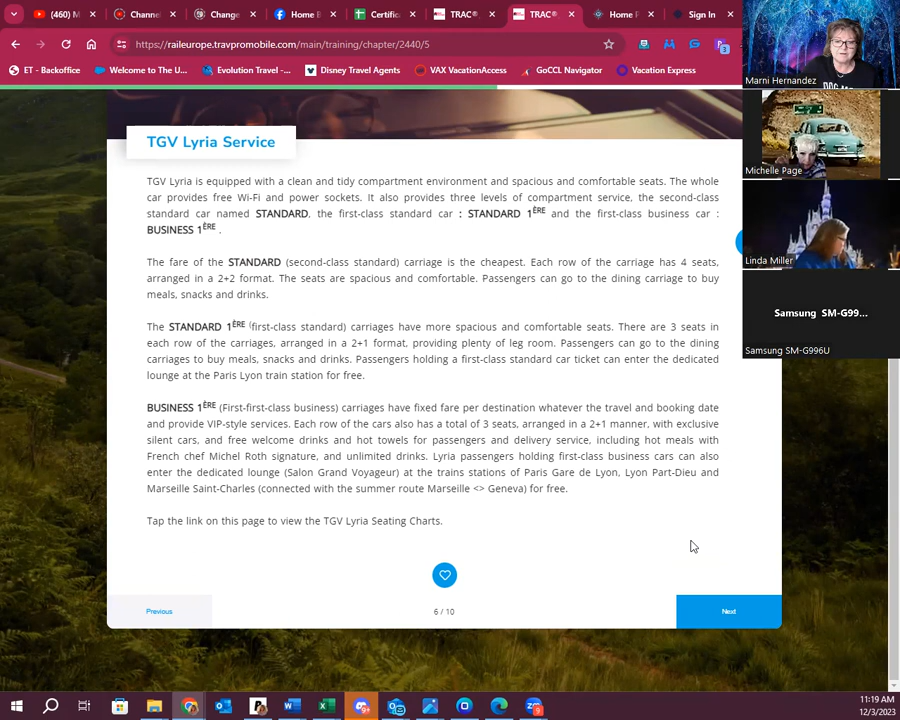 (460) M
Channel
Change
Home E
Certific
TRAC®
TRAC®
Home P
Sign In
https://raileurope.travpromobile.com/main/training/chapter/2440/5
3
ET - Backoffice
Welcome to The U...
Evolution Travel -...
Disney Travel Agents
VAX VacationAccess
GoCCL Navigator
Vacation Express
Marni Hernandez
Michelle Page
Linda Miller
Samsung SM-G99...
Samsung SM-G996U
TGV Lyria Service
TGV Lyria is equipped with a clean and tidy compartment environment and spacious and comfortable seats. The whole
car provides free Wi-Fi and power sockets. It also provides three levels of compartment service, the second-class
standard car named STANDARD, the first-class standard car : STANDARD 1ÈRE and the first-class business car :
BUSINESS 1ÈRE .
The fare of the STANDARD (second-class standard) carriage is the cheapest. Each row of the carriage has 4 seats,
arranged in a 2+2 format. The seats are spacious and comfortable. Passengers can go to the dining carriage to buy
meals, snacks and drinks.
The STANDARD 1ÈRE (first-class standard) carriages have more spacious and comfortable seats. There are 3 seats in
each row of the carriages, arranged in a 2+1 format, providing plenty of leg room. Passengers can go to the dining
carriages to buy meals, snacks and drinks. Passengers holding a first-class standard car ticket can enter the dedicated
lounge at the Paris Lyon train station for free.
BUSINESS 1ÈRE (First-first-class business) carriages have fixed fare per destination whatever the travel and booking date
and provide VIP-style services. Each row of the cars also has a total of 3 seats, arranged in a 2+1 manner, with exclusive
silent cars, and free welcome drinks and hot towels for passengers and delivery service, including hot meals with
French chef Michel Roth signature, and unlimited drinks. Lyria passengers holding first-class business cars can also
enter the dedicated lounge (Salon Grand Voyageur) at the trains stations of Paris Gare de Lyon, Lyon Part-Dieu and
Marseille Saint-Charles (connected with the summer route Marseille <> Geneva) for free.
Tap the link on this page to view the TGV Lyria Seating Charts.
Previous
6 / 10
Next
11:19 AM
12/3/2023